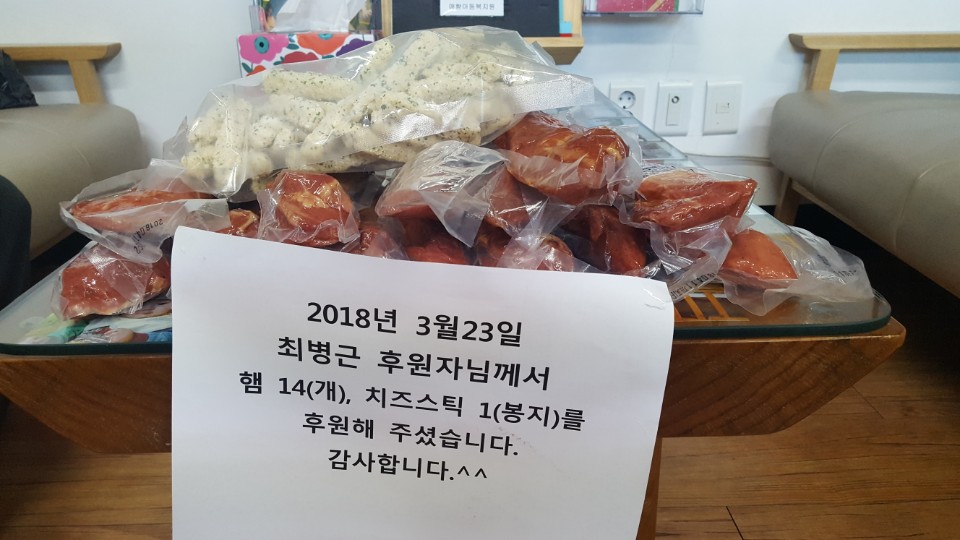 2018년 3월23일
최병근 후원자님께서
햄 14(개), 치즈스틱 1(봉지)를
후원해 주셨습니다.
감사합니다.^^